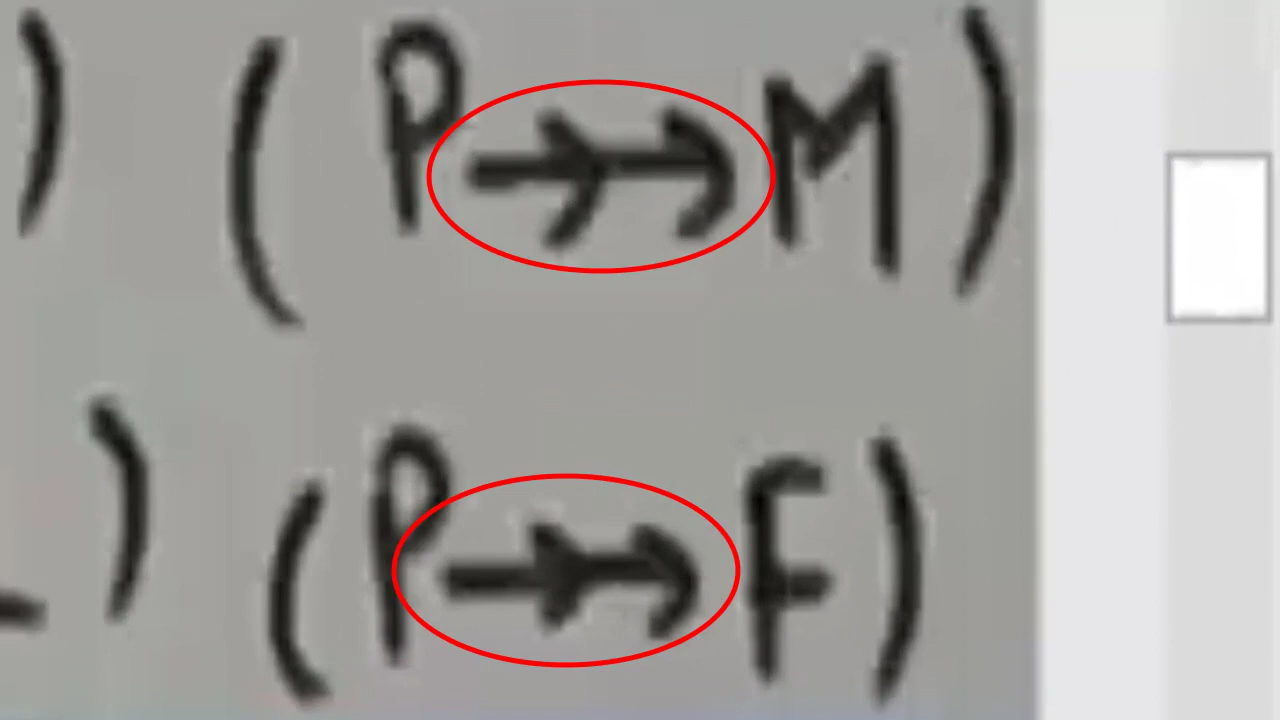 ) (P ↠ M)
) (P ↠ F)